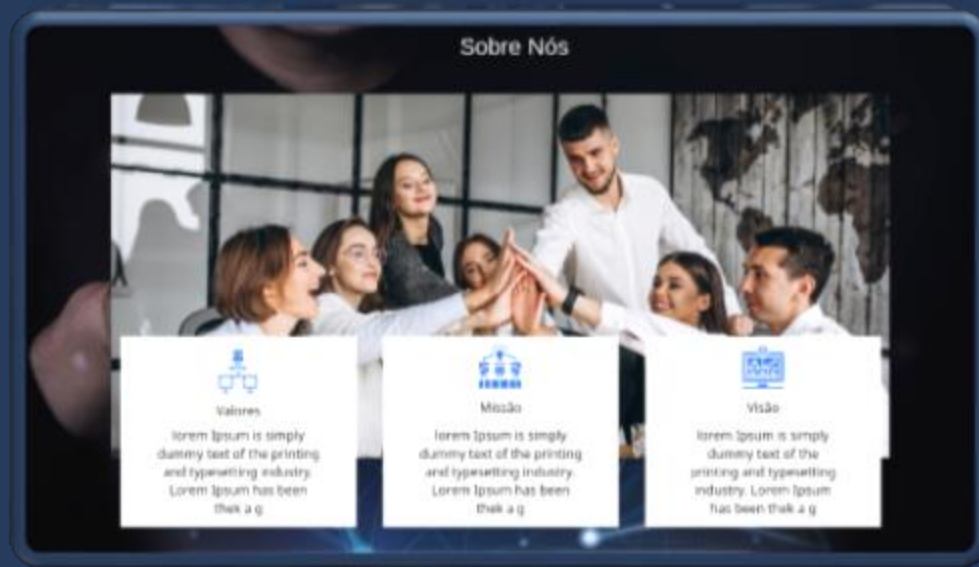 Sobre Nós
Valores
lorem Ipsum is simply
dummy text of the printing
and typesetting industry.
Lorem Ipsum has been
thek a g
Missão
lorem Ipsum is simply
dummy text of the printing
and typesetting industry.
Lorem Ipsum has been
thek a g
Visão
lorem Ipsum is simply
dummy text of the
printing and typesetting
industry. Lorem Ipsum
has been thek a g